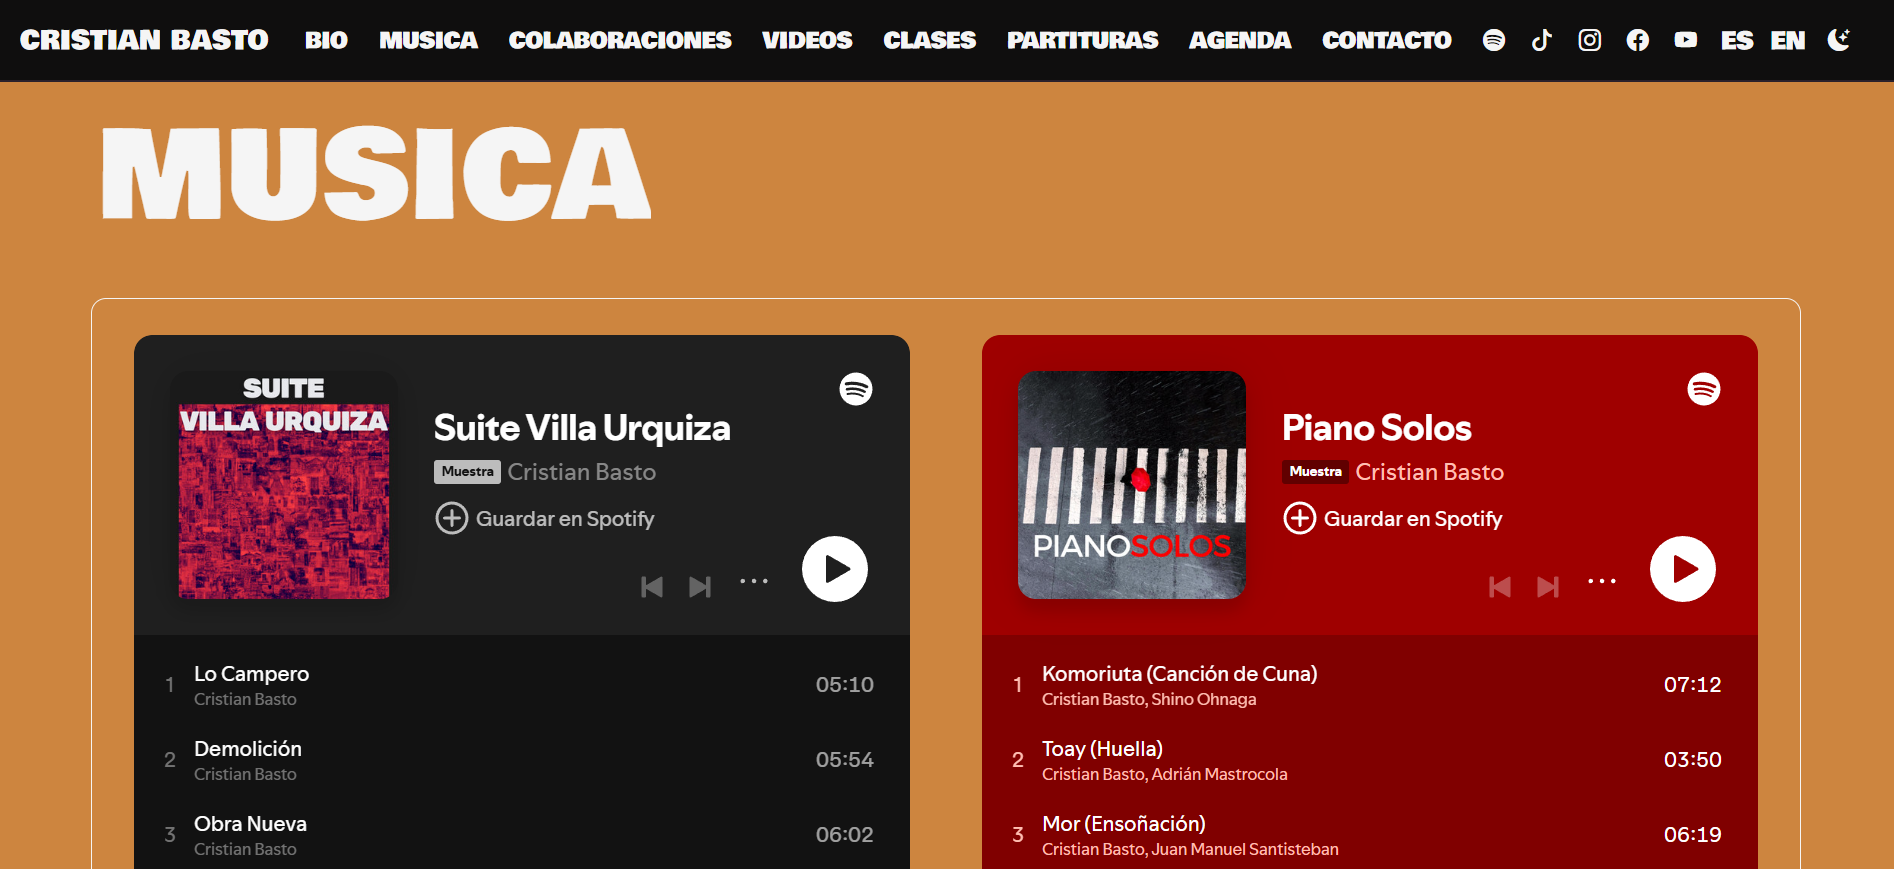 CRISTIAN BASTO BIO MUSICA COLABORACIONES VIDEOS CLASES PARTITURAS AGENDA CONTACTO ES EN
MUSICA
SUITE
VILLA URQUIZA
Suite Villa Urquiza
Muestra Cristian Basto
Guardar en Spotify
1 Lo Campero 05:10
Cristian Basto
2 Demolición 05:54
Cristian Basto
3 Obra Nueva 06:02
Cristian Basto
PIANOSOLOS
Piano Solos
Muestra Cristian Basto
Guardar en Spotify
1 Komoriuta (Canción de Cuna) 07:12
Cristian Basto, Shino Ohnaga
2 Toay (Huella) 03:50
Cristian Basto, Adrián Mastrocola
3 Mor (Ensoñación) 06:19
Cristian Basto, Juan Manuel Santisteban